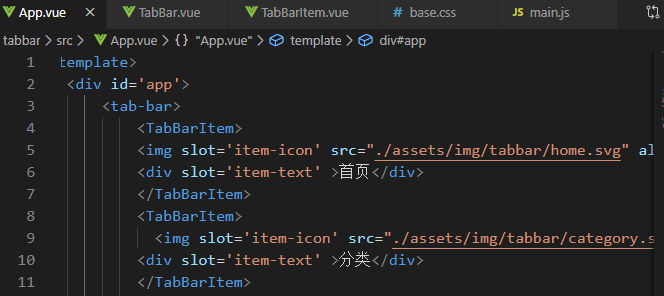 App.vue × TabBar.vue TabBarItem.vue # base.css JS main.js
tabbar > src > App.vue > {} "App.vue" > template > div#app
1 template>
2 <div id='app'>
3 <tab-bar>
4 <TabBarItem>
5 <img slot='item-icon' src="./assets/img/tabbar/home.svg" al
6 <div slot='item-text' >首页</div>
7 </TabBarItem>
8 <TabBarItem>
9 <img slot='item-icon' src="./assets/img/tabbar/category.s
10 <div slot='item-text' >分类</div>
11 </TabBarItem>